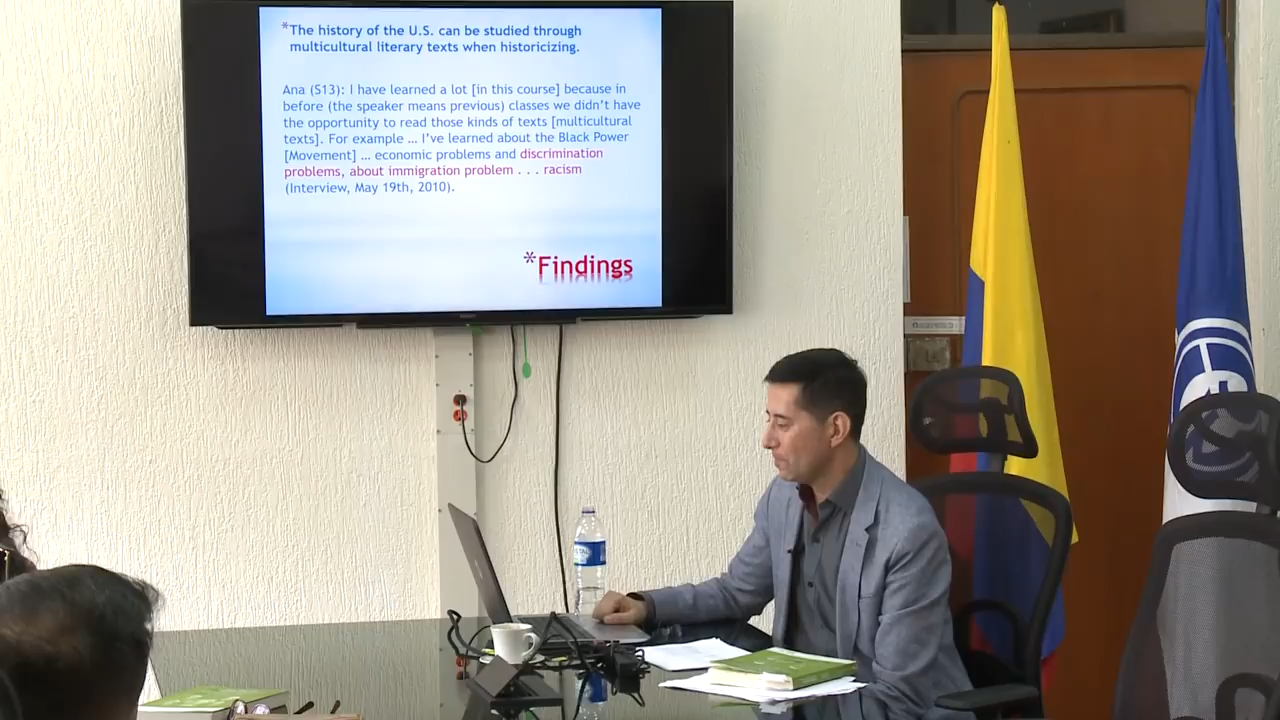 *The history of the U.S. can be studied through
multicultural literary texts when historicizing.
Ana (S13): I have learned a lot [in this course] because in
before (the speaker means previous) classes we didn't have
the opportunity to read those kinds of texts [multicultural
texts]. For example … I've learned about the Black Power
[Movement] … economic problems and discrimination
problems, about immigration problem . . . racism
(Interview, May 19th, 2010).
*Findings